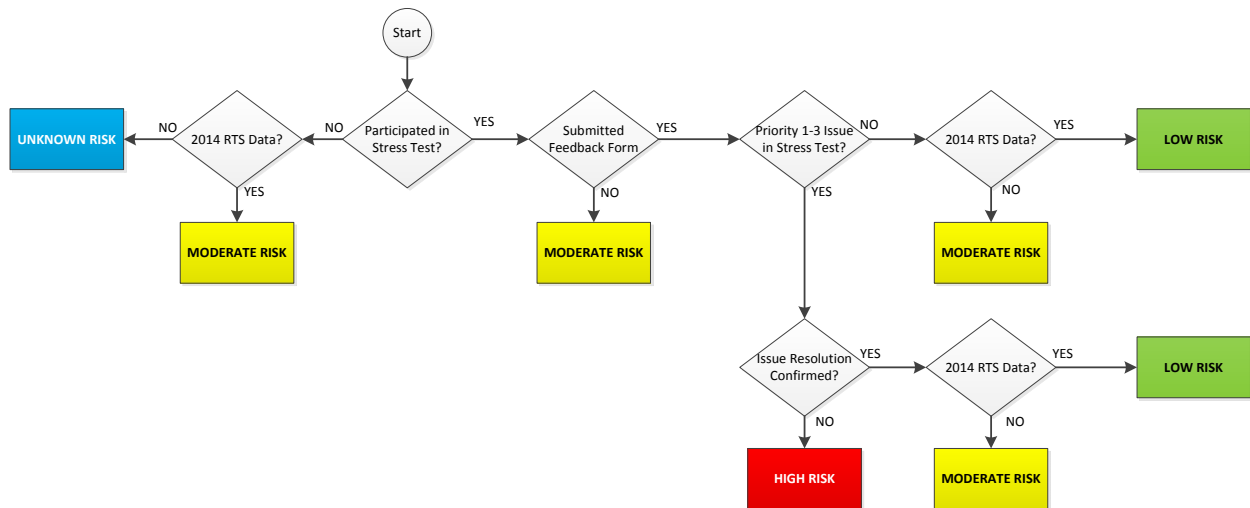 Start
UNKNOWN RISK
NO
2014 RTS Data?
NO
Participated in
Stress Test?
YES
Submitted
Feedback Form
YES
Priority 1-3 Issue
in Stress Test?
NO
2014 RTS Data?
YES
LOW RISK
YES
NO
YES
NO
MODERATE RISK
MODERATE RISK
MODERATE RISK
Issue Resolution
Confirmed?
YES
2014 RTS Data?
YES
LOW RISK
NO
NO
HIGH RISK
MODERATE RISK